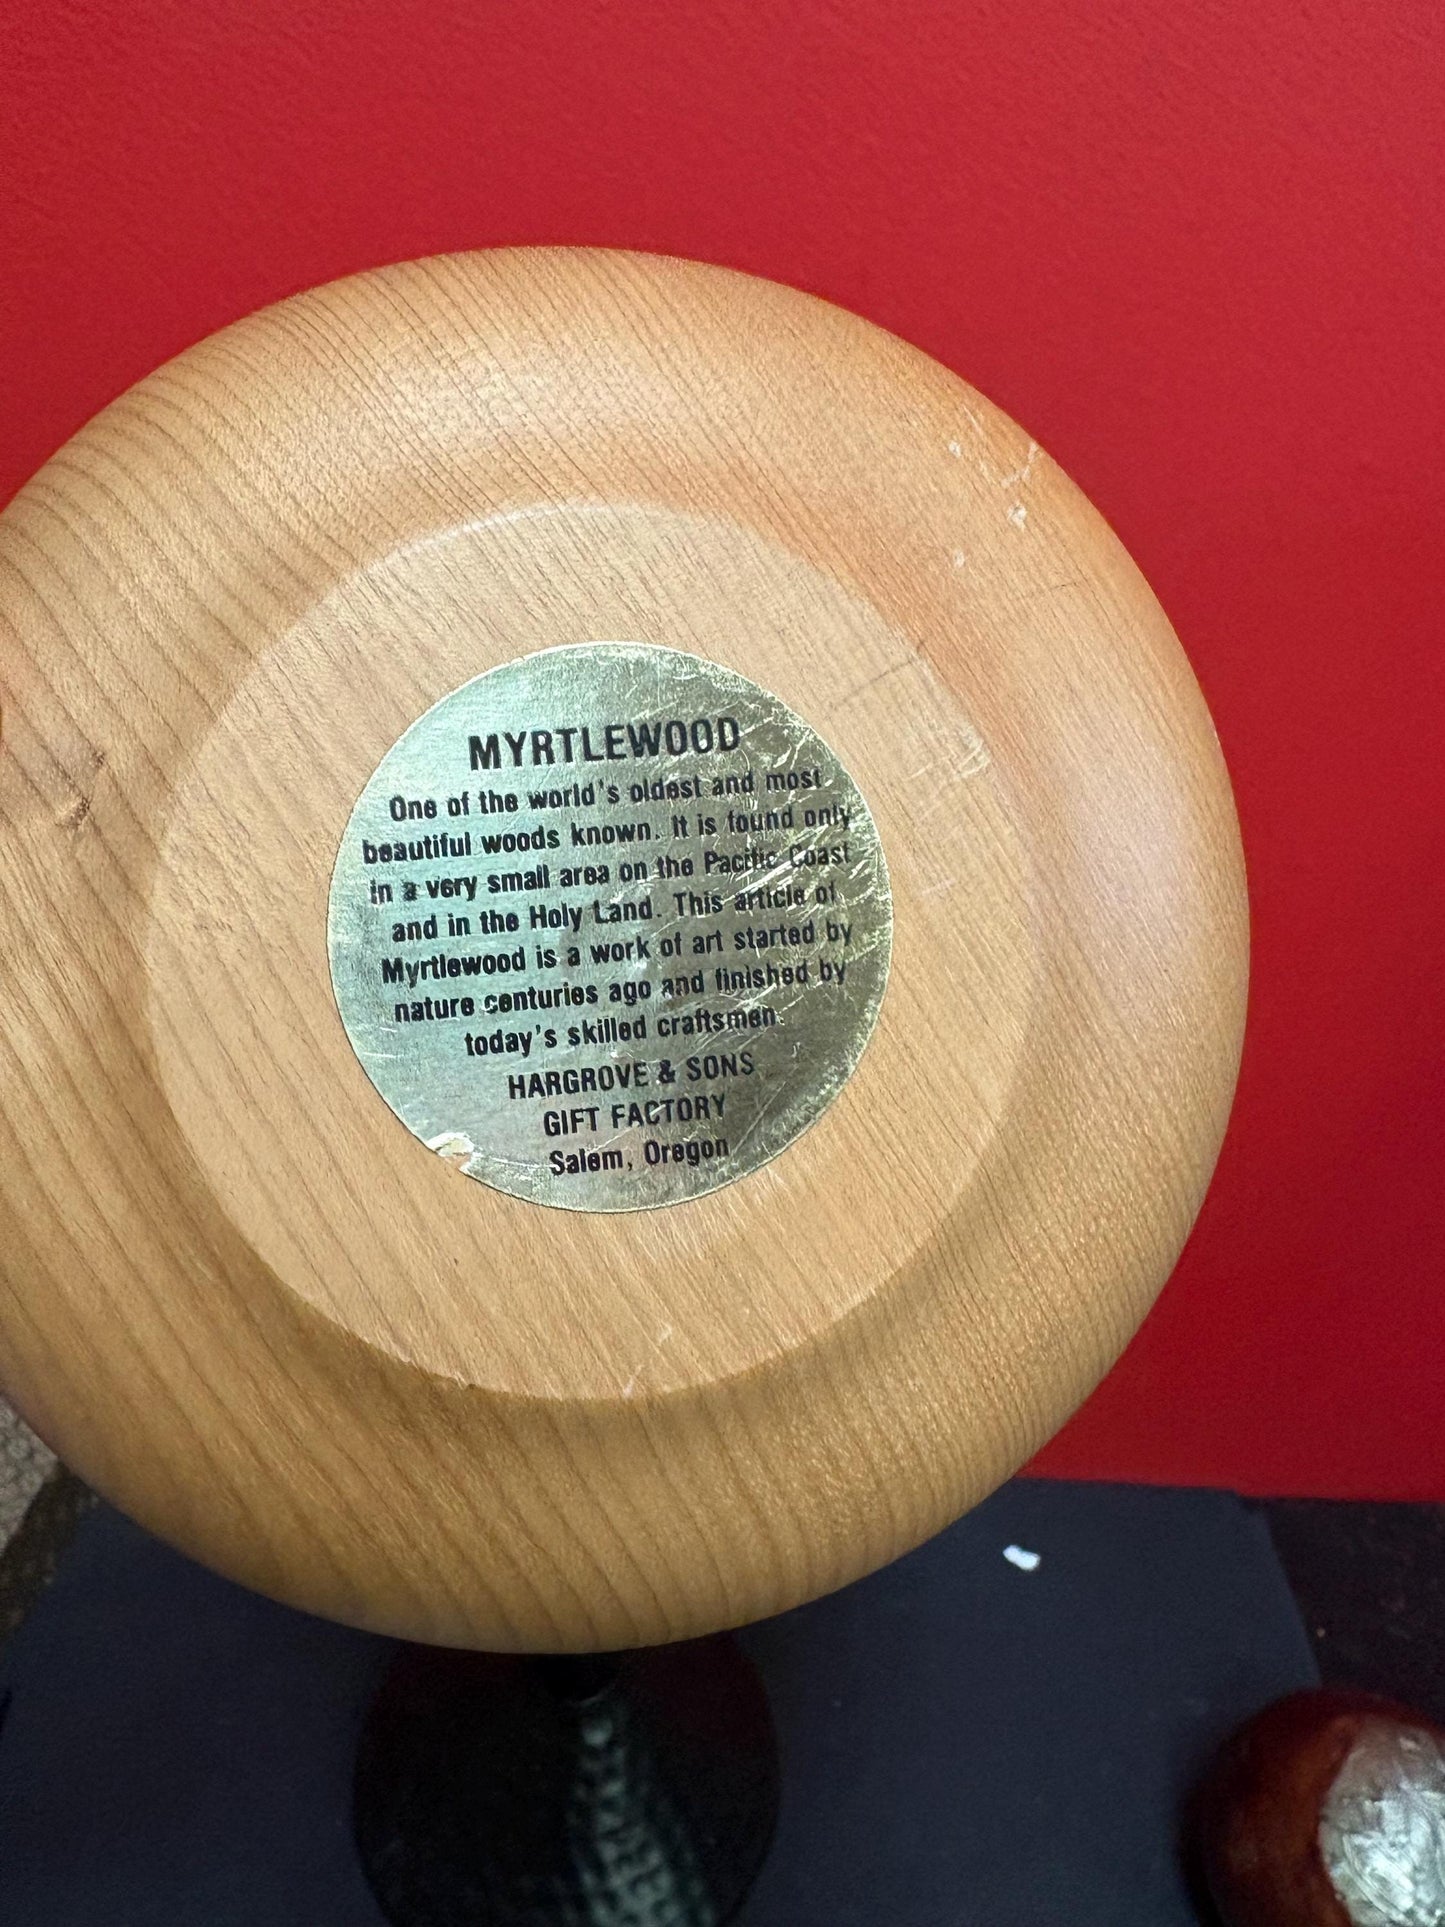 MYRTLEWOOD
One of the world's oldest and most
beautiful woods known. It is found only
in a very small area on the Pacific Coast
and in the Holy Land. This article of
Myrtlewood is a work of art started by
nature centuries ago and finished by
today's skilled craftsmen.
HARGROVE & SONS
GIFT FACTORY
Salem, Oregon